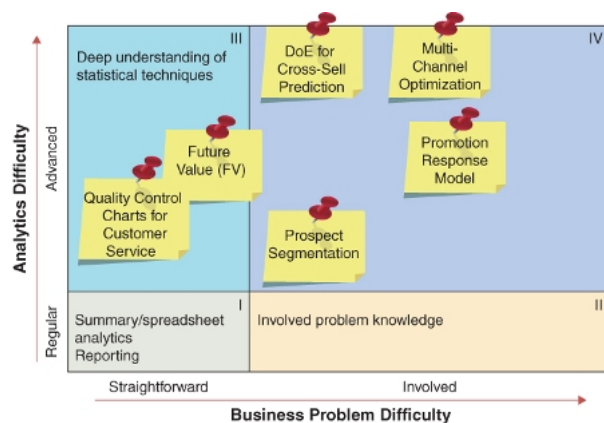 III
Deep understanding of
statistical techniques
DoE for
Cross-Sell
Prediction
Multi-
Channel
Optimization
IV
Future
Value (FV)
Promotion
Response
Model
Quality Control
Charts for
Customer
Service
Prospect
Segmentation
I
Summary/spreadsheet
analytics
Reporting
II
Involved problem knowledge
Analytics Difficulty
Advanced
Regular
Straightforward
Involved
Business Problem Difficulty